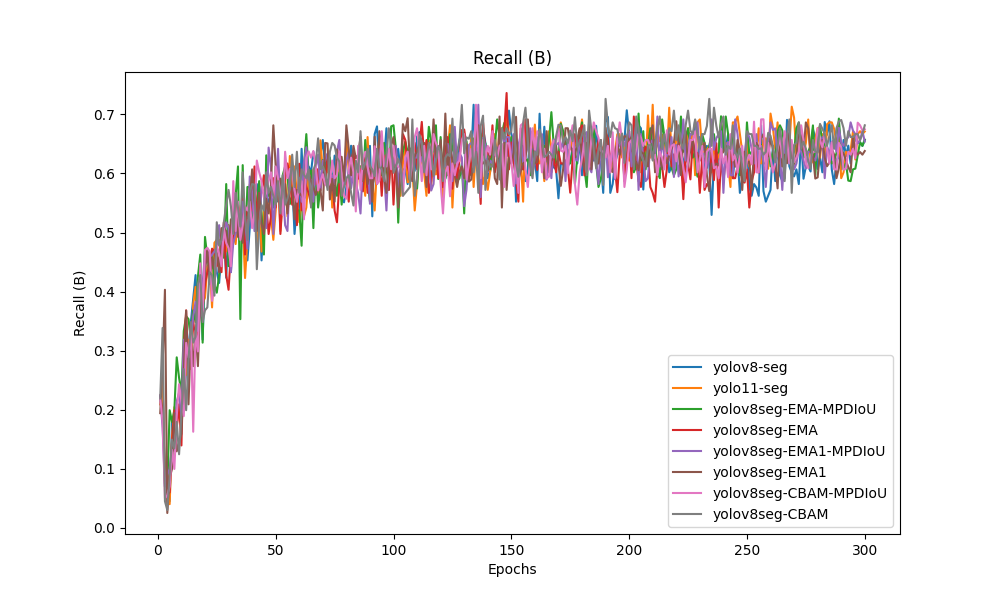 Recall (B)
Recall (B)
0.7
0.6
0.5
0.4
0.3
0.2
0.1
0.0
0
50
100
150
200
250
300
Epochs
yolov8-seg
yolo11-seg
yolov8seg-EMA-MPDIoU
yolov8seg-EMA
yolov8seg-EMA1-MPDIoU
yolov8seg-EMA1
yolov8seg-CBAM-MPDIoU
yolov8seg-CBAM